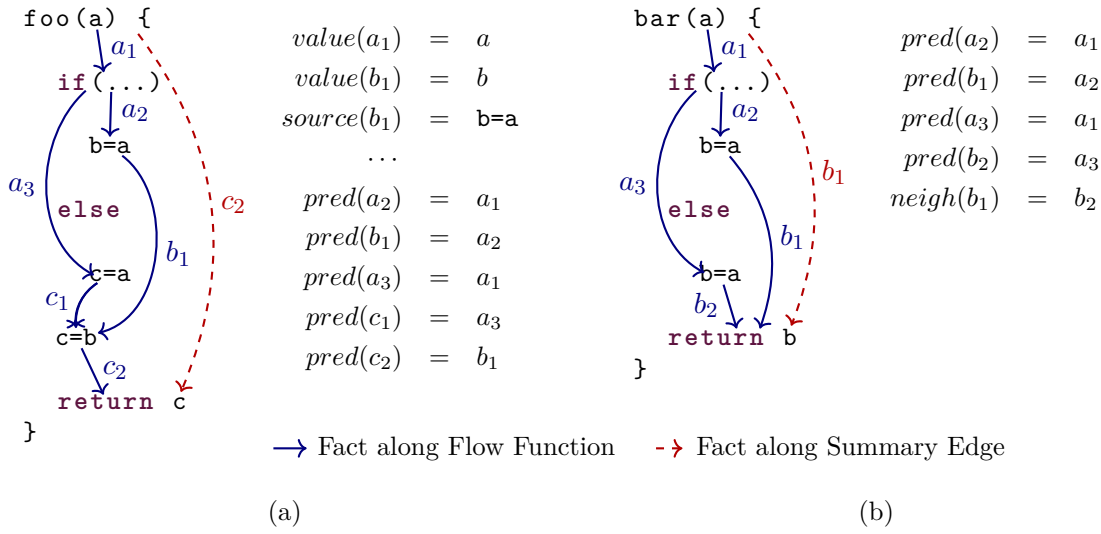 foo(a) {
a₁
if(...)
a₂
b=a
a₃
else
c₂
b₁
c=a
c₁
c=b
c₂
return c
}
value(a₁) = a
value(b₁) = b
source(b₁) = b=a
...
pred(a₂) = a₁
pred(b₁) = a₂
pred(a₃) = a₁
pred(c₁) = a₃
pred(c₂) = b₁
bar(a) {
a₁
if(...)
a₂
b=a
b₁
a₃
else
b₁
b=a
b₂
return b
}
pred(a₂) = a₁
pred(b₁) = a₂
pred(a₃) = a₁
pred(b₂) = a₃
neigh(b₁) = b₂
Fact along Flow Function
Fact along Summary Edge
(a)
(b)